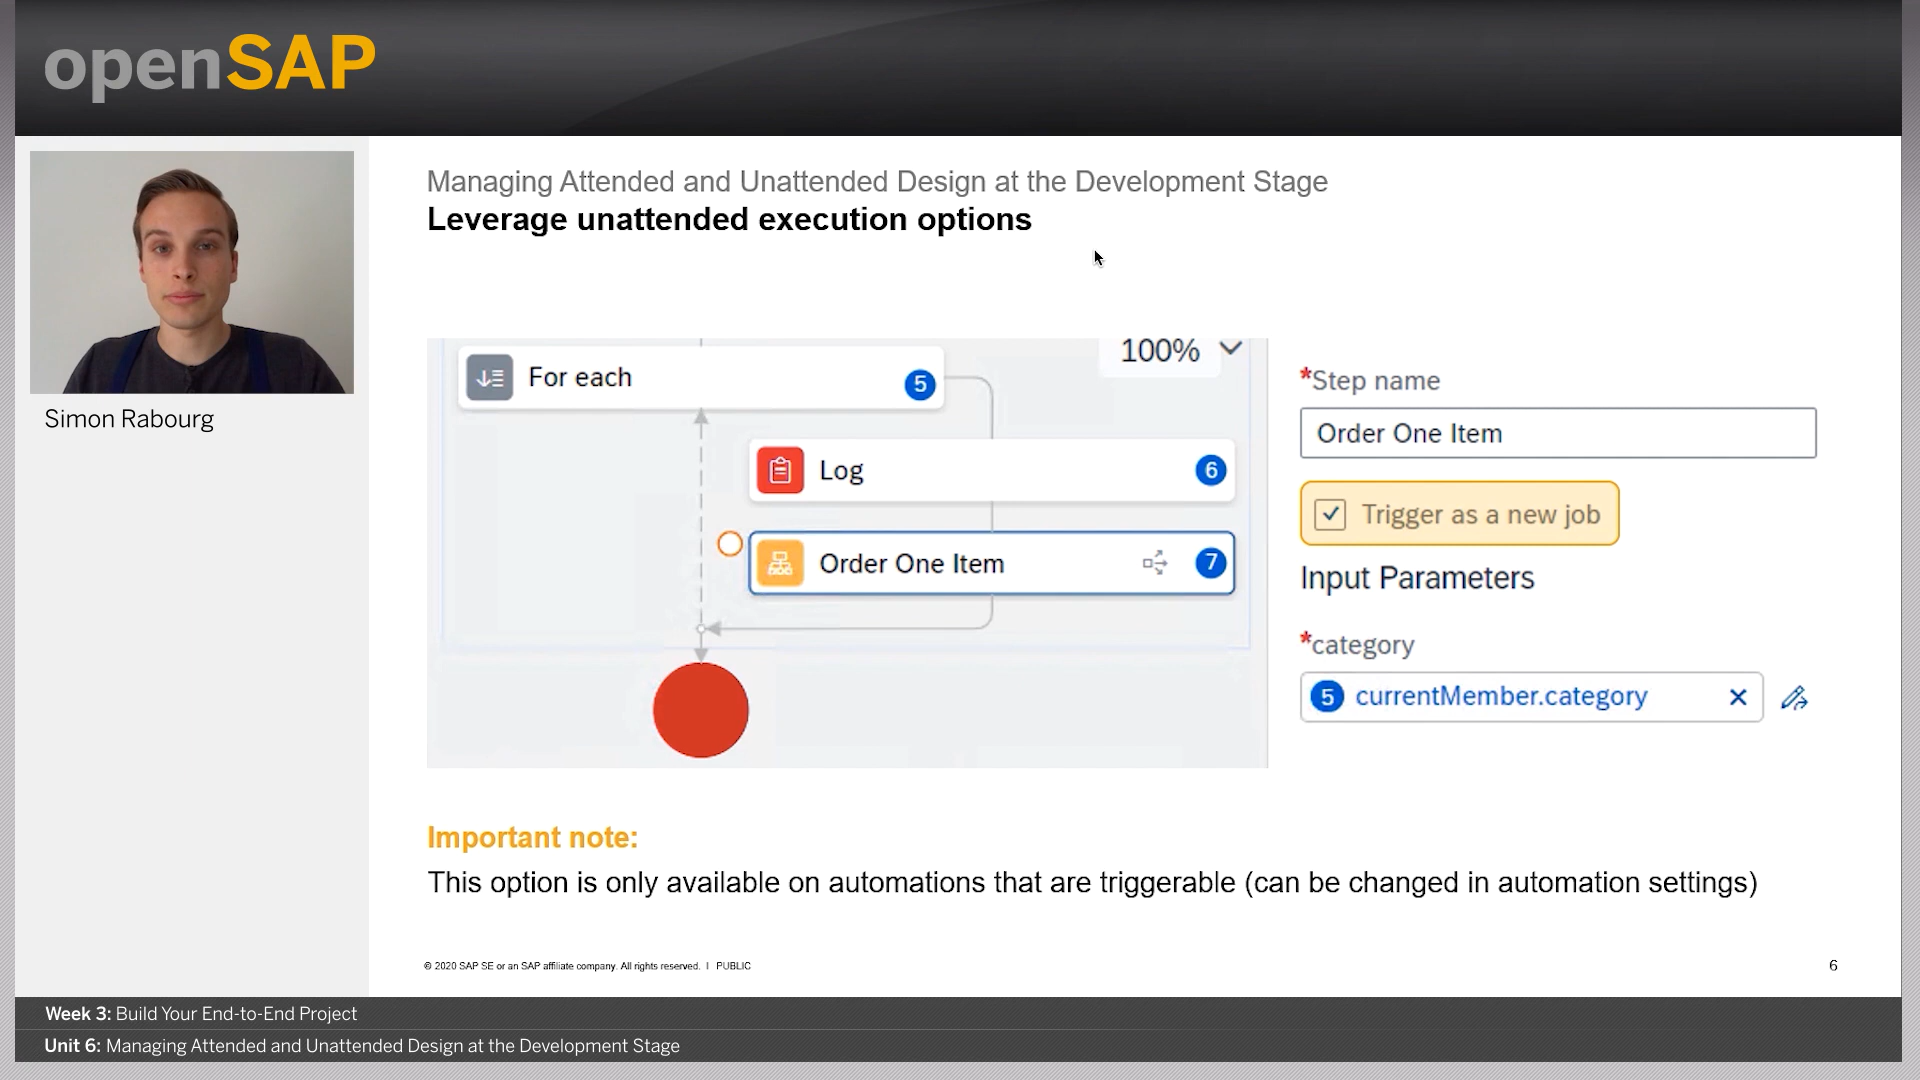 openSAP
Simon Rabourg
Managing Attended and Unattended Design at the Development Stage
Leverage unattended execution options
100%
For each
5
Log
6
Order One Item
7
*Step name
Order One Item
Trigger as a new job
Input Parameters
*category
5 currentMember.category
Important note:
This option is only available on automations that are triggerable (can be changed in automation settings)
© 2020 SAP SE or an SAP affiliate company. All rights reserved. I PUBLIC
6
Week 3: Build Your End-to-End Project
Unit 6: Managing Attended and Unattended Design at the Development Stage